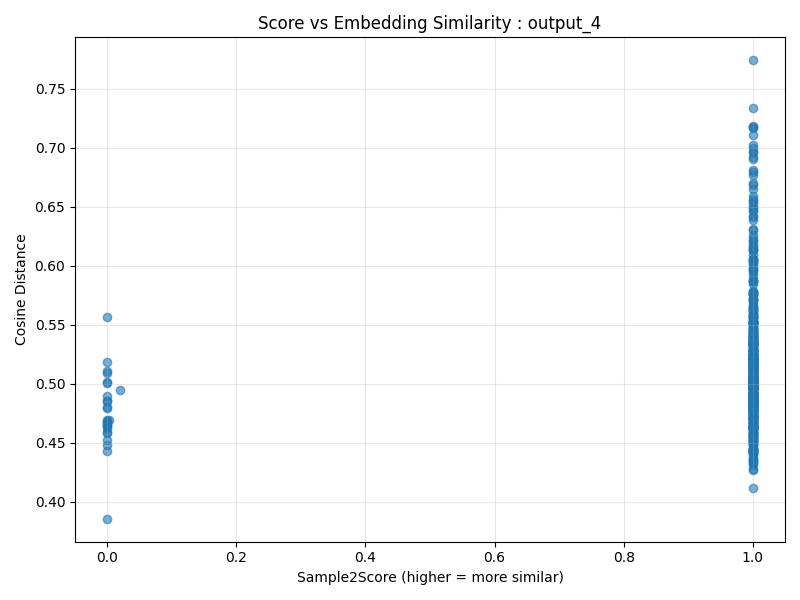 Score vs Embedding Similarity : output_4
Cosine Distance
0.75
0.70
0.65
0.60
0.55
0.50
0.45
0.40
0.0 0.2 0.4 0.6 0.8 1.0
Sample2Score (higher = more similar)